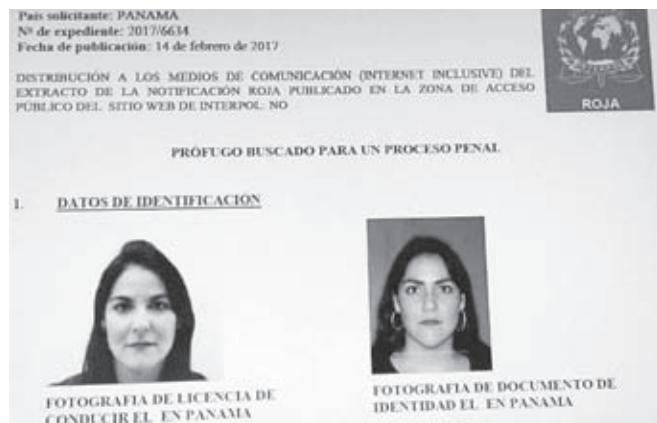 País solicitante: PANAMA
Nº de expediente: 2017/6634
Fecha de publicación: 14 de febrero de 2017
DISTRIBUCIÓN A LOS MEDIOS DE COMUNICACIÓN (INTERNET INCLUSIVE) DEL
EXTRACTO DE LA NOTIFICACIÓN ROJA PUBLICADO EN LA ZONA DE ACCESO
PÚBLICO DEL SITIO WEB DE INTERPOL: NO
ROJA
PRÓFUGO BUSCADO PARA UN PROCESO PENAL
1. DATOS DE IDENTIFICACIÓN
FOTOGRAFIA DE LICENCIA DE
CONDUCIR EL EN PANAMA
FOTOGRAFIA DE DOCUMENTO DE
IDENTIDAD EL EN PANAMA